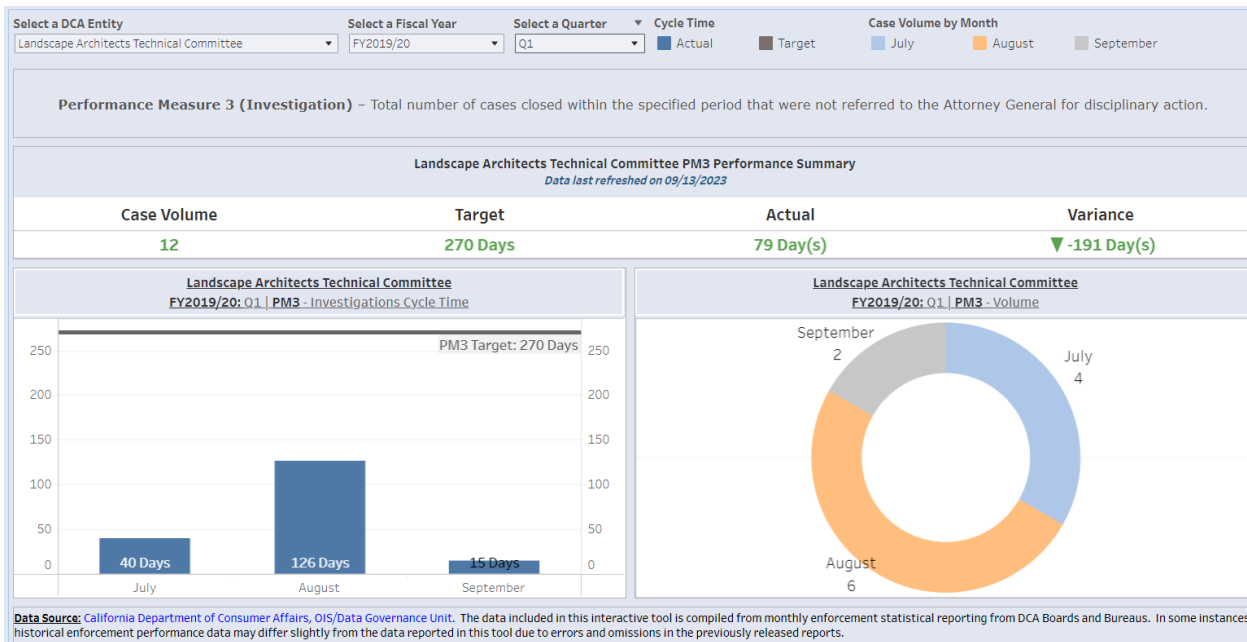 Select a DCA Entity
Select a Fiscal Year
Select a Quarter
Cycle Time
Case Volume by Month
Landscape Architects Technical Committee
FY2019/20
Q1
Actual
Target
July
August
September
Performance Measure 3 (Investigation) – Total number of cases closed within the specified period that were not referred to the Attorney General for disciplinary action.
Landscape Architects Technical Committee PM3 Performance Summary
Data last refreshed on 09/13/2023
Case Volume
Target
Actual
Variance
12
270 Days
79 Day(s)
▼ -191 Day(s)
Landscape Architects Technical Committee
FY2019/20: Q1 | PM3 - Investigations Cycle Time
PM3 Target: 270 Days
250
200
150
100
50
0
250
200
150
100
50
0
40 Days
126 Days
15 Days
July
August
September
Landscape Architects Technical Committee
FY2019/20: Q1 | PM3 - Volume
September
2
July
4
August
6
Data Source: California Department of Consumer Affairs, OIS/Data Governance Unit. The data included in this interactive tool is compiled from monthly enforcement statistical reporting from DCA Boards and Bureaus. In some instances
historical enforcement performance data may differ slightly from the data reported in this tool due to errors and omissions in the previously released reports.